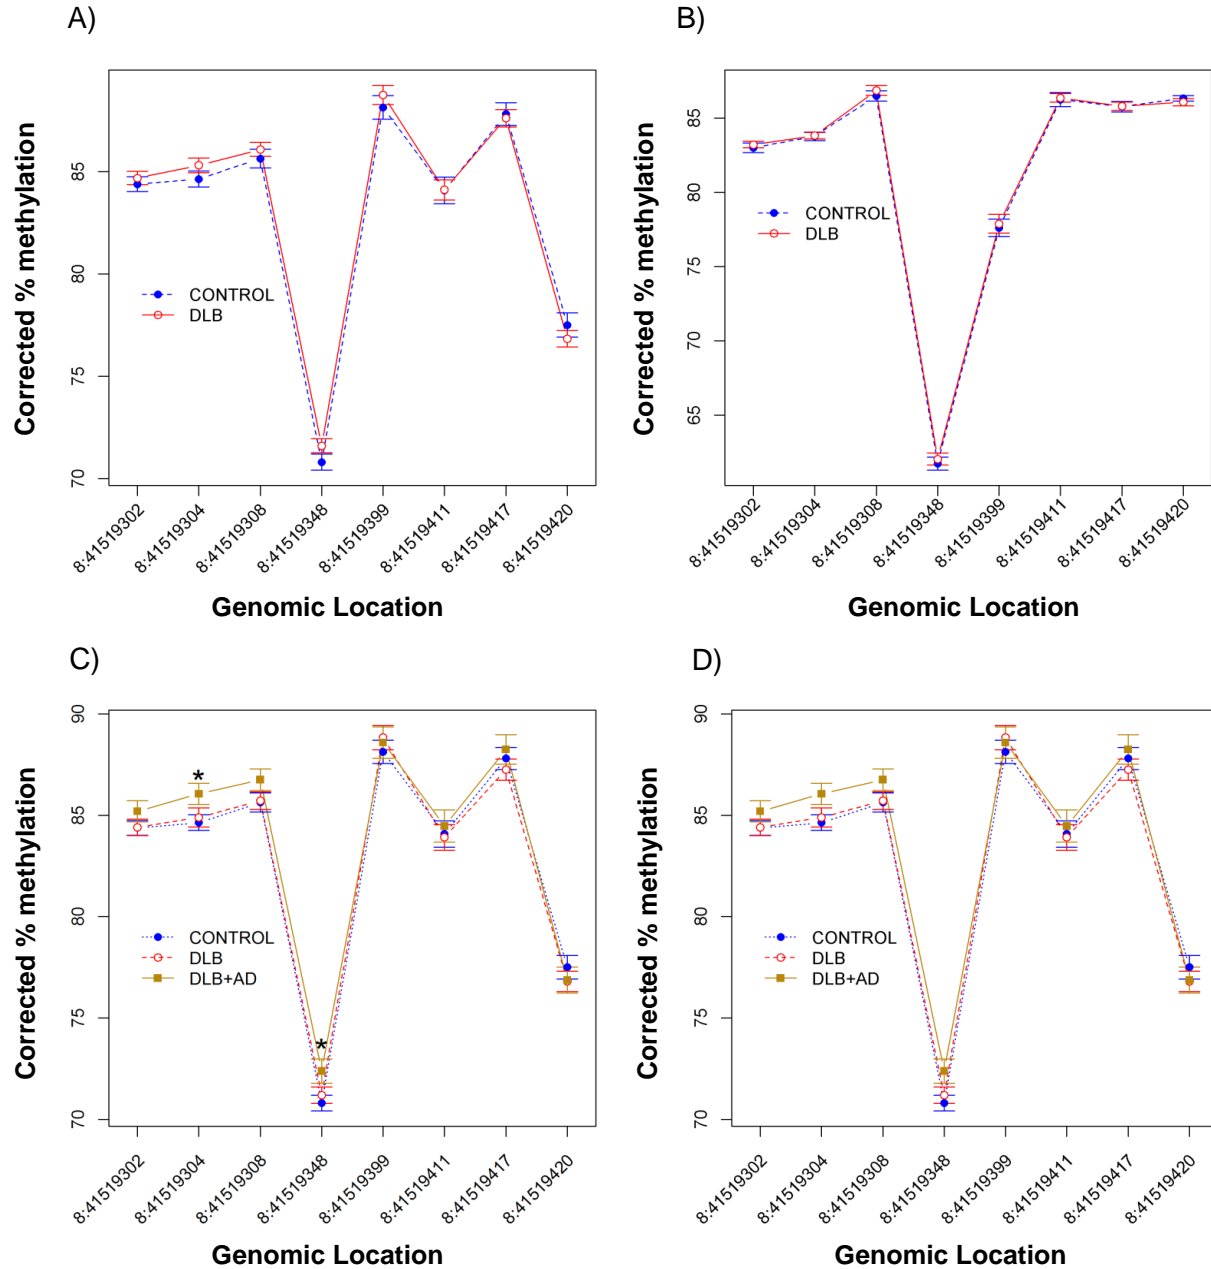 A)
Corrected % methylation
85
80
75
70
CONTROL
DLB
8:41519302
8:41519304
8:41519308
8:41519348
8:41519399
8:41519411
8:41519417
8:41519420
Genomic Location
B)
Corrected % methylation
85
80
75
70
65
CONTROL
DLB
8:41519302
8:41519304
8:41519308
8:41519348
8:41519399
8:41519411
8:41519417
8:41519420
Genomic Location
C)
Corrected % methylation
90
85
80
75
70
*
*
CONTROL
DLB
DLB+AD
8:41519302
8:41519304
8:41519308
8:41519348
8:41519399
8:41519411
8:41519417
8:41519420
Genomic Location
D)
Corrected % methylation
90
85
80
75
70
CONTROL
DLB
DLB+AD
8:41519302
8:41519304
8:41519308
8:41519348
8:41519399
8:41519411
8:41519417
8:41519420
Genomic Location